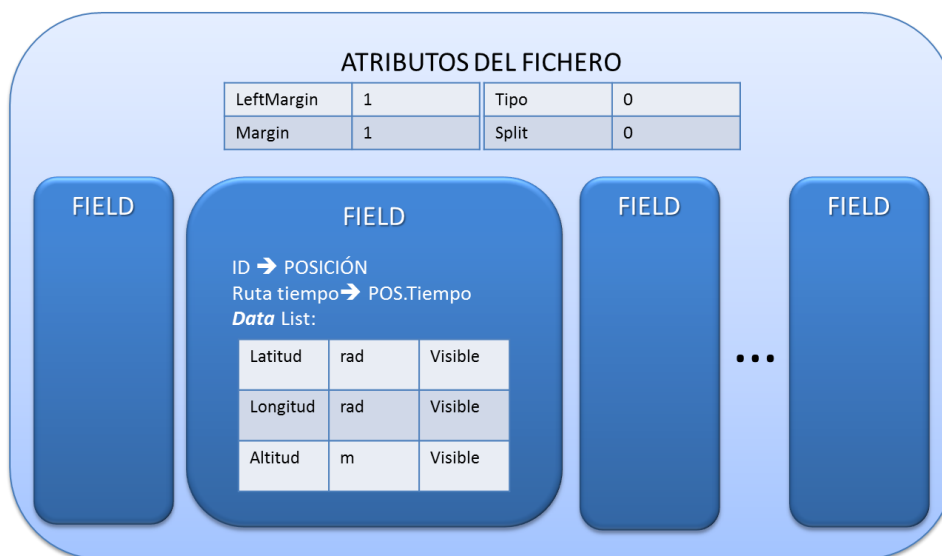 ATRIBUTOS DEL FICHERO
LeftMargin 1 Tipo 0
Margin 1 Split 0
FIELD
FIELD
ID → POSICIÓN
Ruta tiempo → POS.Tiempo
Data List:
Latitud rad Visible
Longitud rad Visible
Altitud m Visible
FIELD
...
FIELD